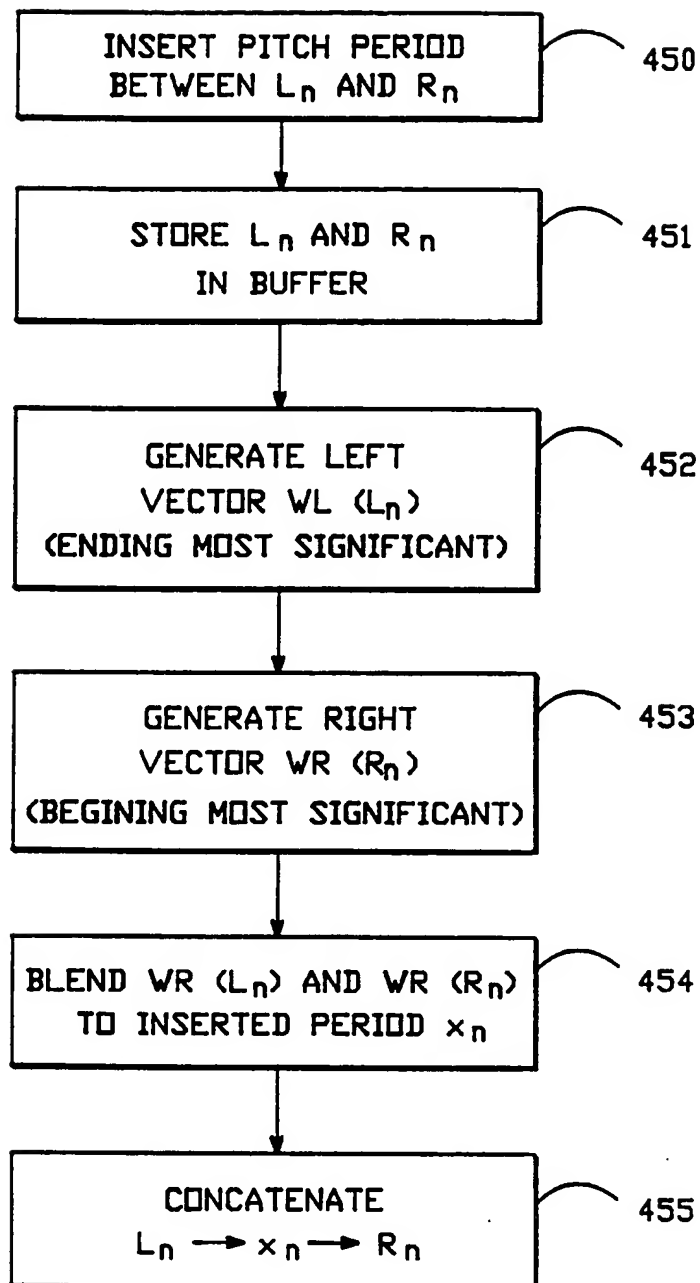 INSERT PITCH PERIOD
BETWEEN Ln AND Rn
450
STORE Ln AND Rn
IN BUFFER
451
GENERATE LEFT
VECTOR WL (Ln)
(ENDING MOST SIGNIFICANT)
452
GENERATE RIGHT
VECTOR WR (Rn)
(BEGINING MOST SIGNIFICANT)
453
BLEND WR (Ln) AND WR (Rn)
TO INSERTED PERIOD xn
454
CONCATENATE
Ln → xn → Rn
455